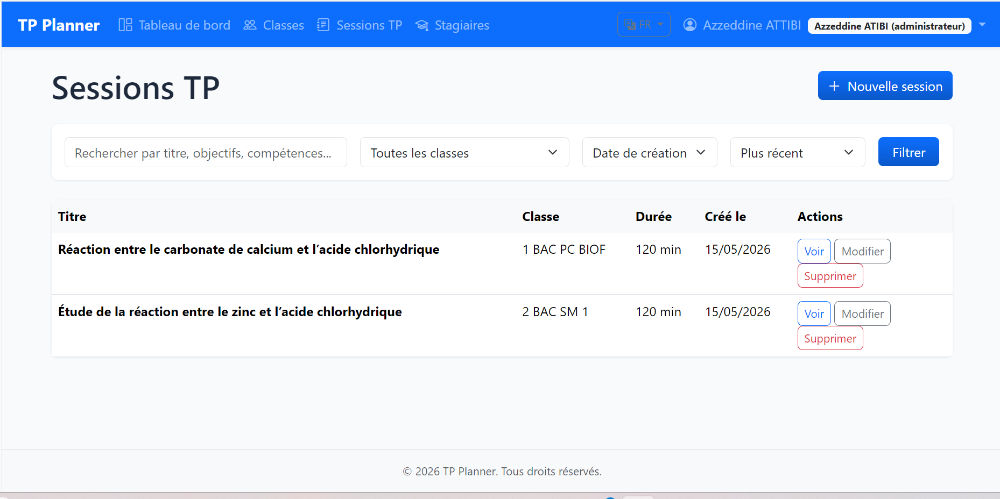 TP Planner Tableau de bord Classes Sessions TP Stagiaires FR Azzeddine ATTIBI Azzeddine ATIBI (administrateur)
Sessions TP
+ Nouvelle session
Rechercher par titre, objectifs, compétences... Toutes les classes Date de création Plus récent Filtrer
Titre Classe Durée Créé le Actions
Réaction entre le carbonate de calcium et l’acide chlorhydrique 1 BAC PC BIOF 120 min 15/05/2026 Voir Modifier
Supprimer
Étude de la réaction entre le zinc et l’acide chlorhydrique 2 BAC SM 1 120 min 15/05/2026 Voir Modifier
Supprimer
© 2026 TP Planner. Tous droits réservés.